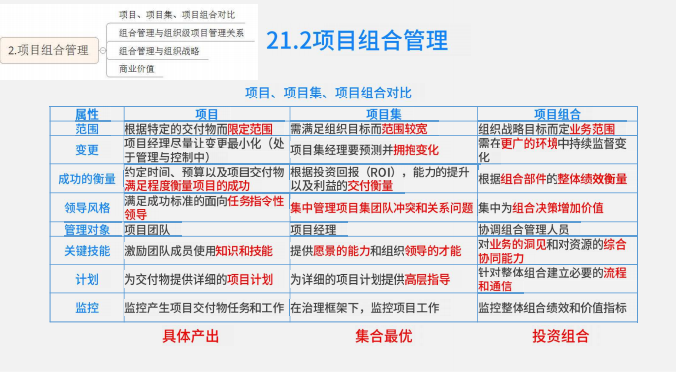 项目、项目集、项目组合对比
组合管理与组织级项目管理关系
2.项目组合管理
组合管理与组织战略
商业价值
21.2项目组合管理
项目、项目集、项目组合对比
属性 项目 项目集 项目组合
范围 根据特定的交付物而限定范围 需满足组织目标而范围较宽 组织战略目标而定业务范围
变更 项目经理尽量让变更最小化（处于管理与控制中） 项目集经理要预测并拥抱变化 需在更广的环境中持续监督变化
成功的衡量 约定时间、预算以及项目交付物满足程度衡量项目的成功 根据投资回报（ROI），能力的提升以及利益的交付衡量 根据组合部件的整体绩效衡量
领导风格 满足成功标准的面向任务指令性领导 集中管理项目集团队冲突和关系问题 集中为组合决策增加价值
管理对象 项目团队 项目经理 协调组合管理人员
关键技能 激励团队成员使用知识和技能 提供愿景的能力和组织领导的才能 对业务的洞见和对资源的综合协同能力
计划 为交付物提供详细的项目计划 为详细的项目计划提供高层指导 针对整体组合建立必要的流程和通信
监控 监控产生项目交付物任务和工作 在治理框架下，监控项目工作 监控整体组合绩效和价值指标
具体产出 集合最优 投资组合